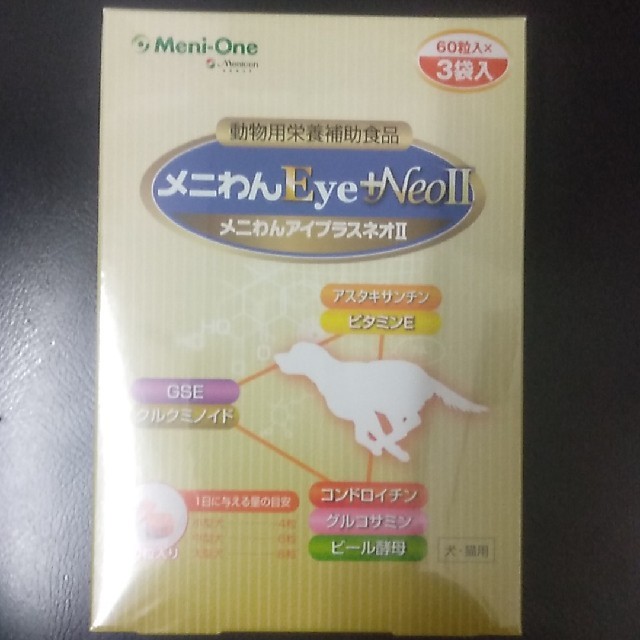 Meni-One
Menicon
60粒入×
3袋入
動物用栄養補助食品
メニわんEye+NeoII
メニわんアイプラスネオII
アスタキサンチン
ビタミンE
GSE
クルクミノイド
コンドロイチン
グルコサミン
ビール酵母
1日に与える量の目安
犬・猫用